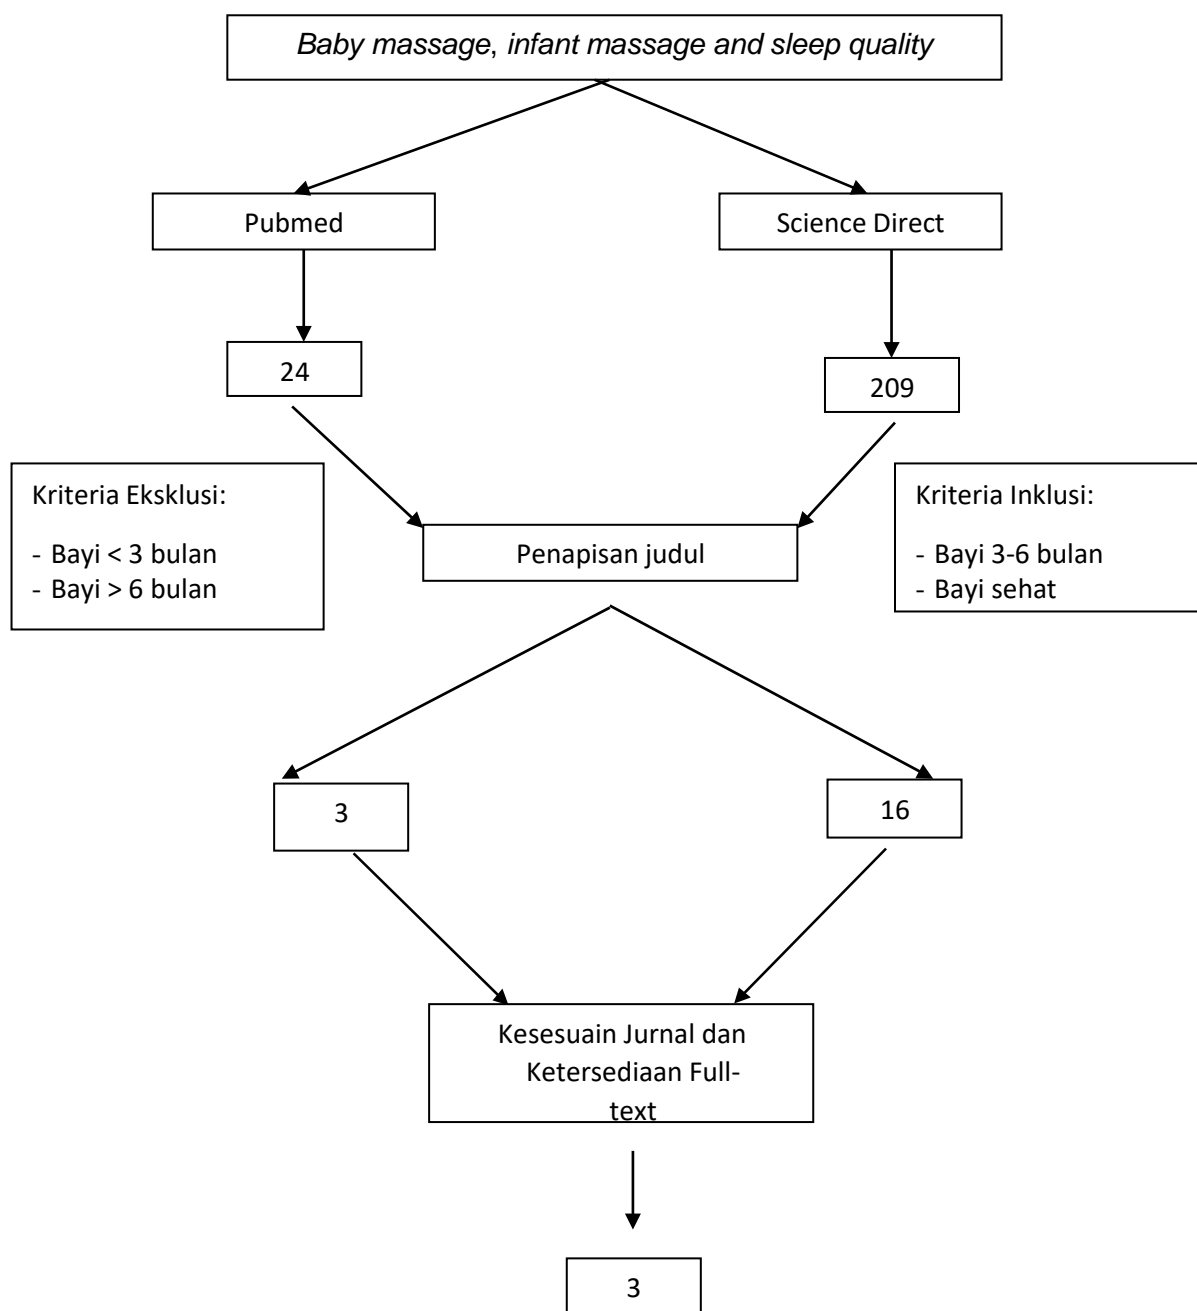 Baby massage, infant massage and sleep quality
Pubmed
Science Direct
24
209
Kriteria Eksklusi:
- Bayi < 3 bulan
- Bayi > 6 bulan
Penapisan judul
Kriteria Inklusi:
- Bayi 3-6 bulan
- Bayi sehat
3
16
Kesesuain Jurnal dan
Ketersediaan Full-
text
3